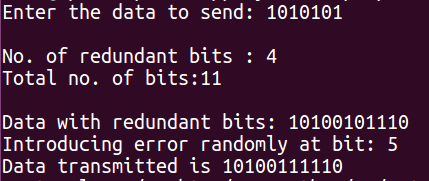 Enter the data to send: 1010101
No. of redundant bits : 4
Total no. of bits:11
Data with redundant bits: 10100101110
Introducing error randomly at bit: 5
Data transmitted is 10100111110